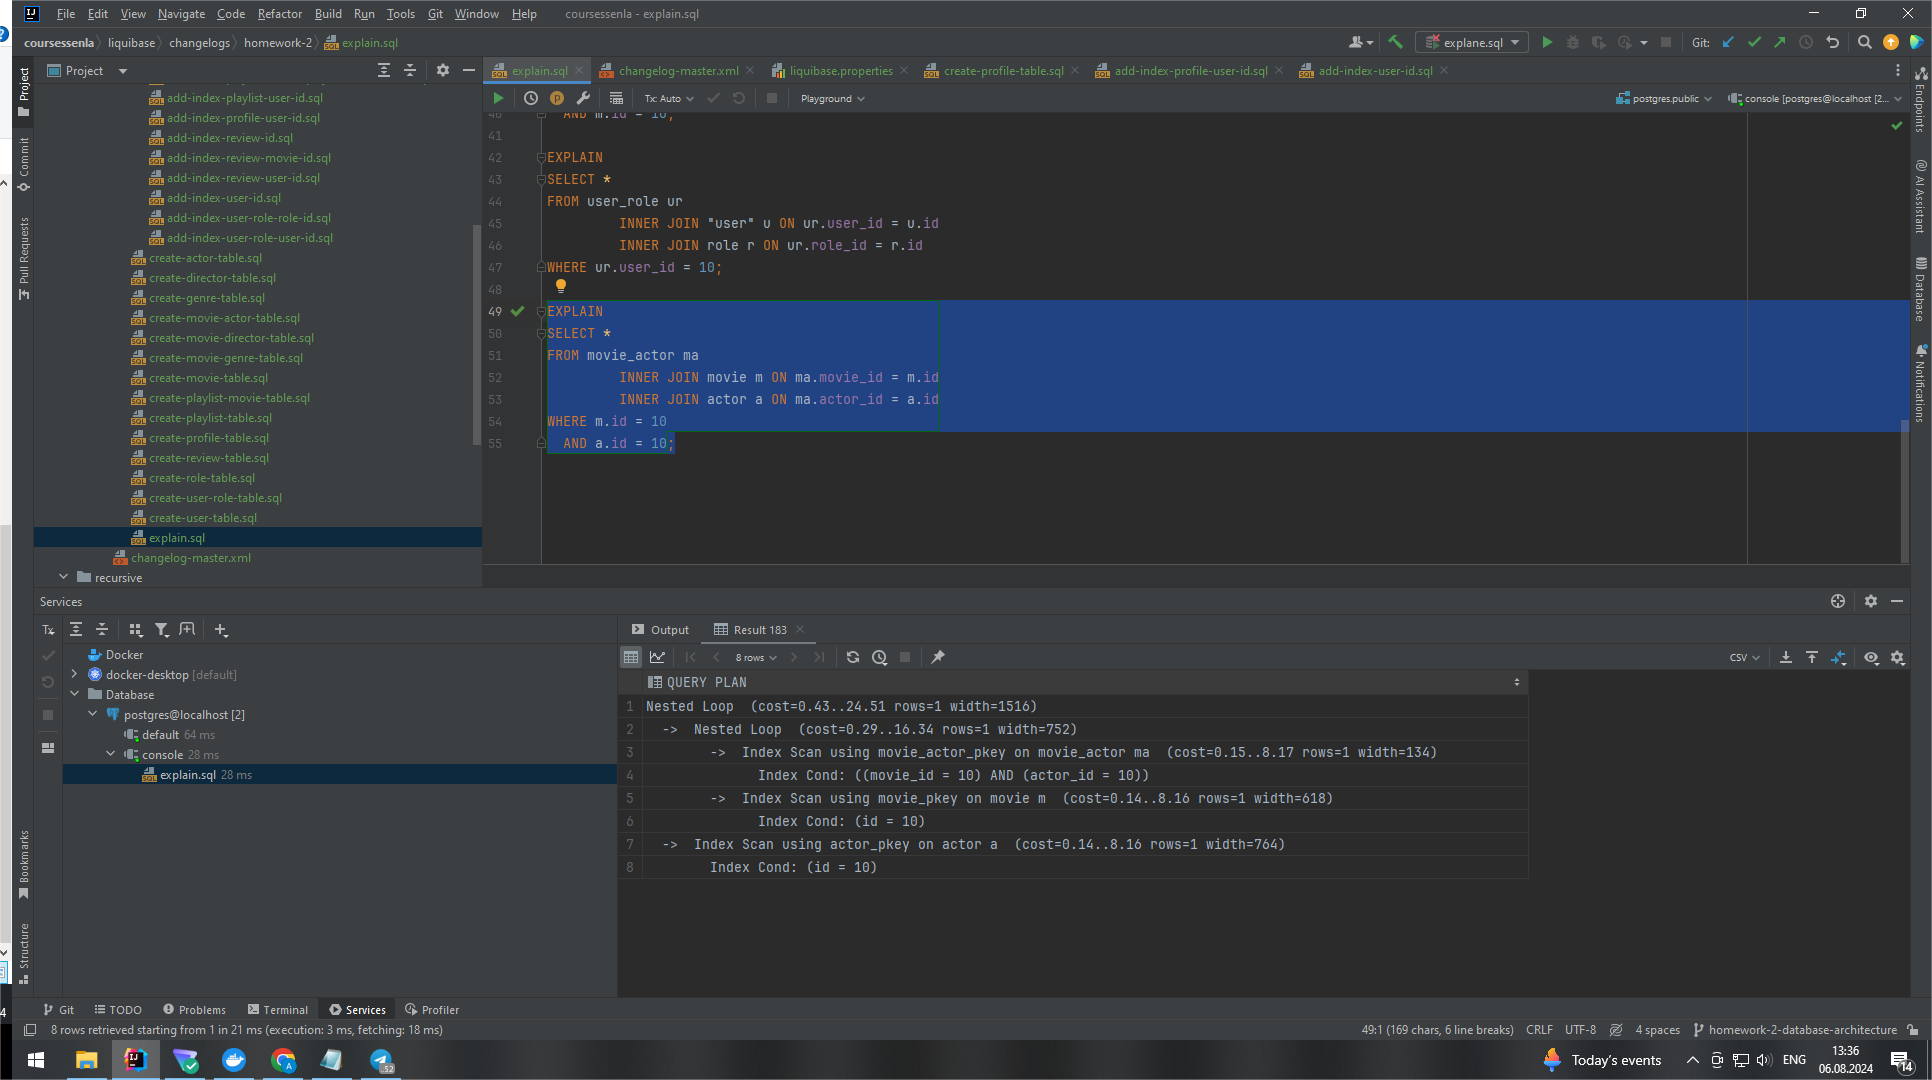 File Edit View Navigate Code Refactor Build Run Tools Git Window Help coursessenla - explain.sql
coursessenla liquibase changelogs homework-2 explain.sql explane.sql Git:
Project
explain.sql changelog-master.xml liquibase.properties create-profile-table.sql add-index-profile-user-id.sql add-index-user-id.sql
Tx: Auto Playground postgres.public console [postgres@localhost [2...
add-index-playlist-user-id.sql
add-index-profile-user-id.sql
add-index-review-id.sql
add-index-review-movie-id.sql
add-index-review-user-id.sql
add-index-user-id.sql
add-index-user-role-role-id.sql
add-index-user-role-user-id.sql
create-actor-table.sql
create-director-table.sql
create-genre-table.sql
create-movie-actor-table.sql
create-movie-director-table.sql
create-movie-genre-table.sql
create-movie-table.sql
create-playlist-movie-table.sql
create-playlist-table.sql
create-profile-table.sql
create-review-table.sql
create-role-table.sql
create-user-role-table.sql
create-user-table.sql
explain.sql
changelog-master.xml
recursive
40 AND m.id = 10;
41
42 EXPLAIN
43 SELECT *
44 FROM user_role ur
45 INNER JOIN "user" u ON ur.user_id = u.id
46 INNER JOIN role r ON ur.role_id = r.id
47 WHERE ur.user_id = 10;
48
49 EXPLAIN
50 SELECT *
51 FROM movie_actor ma
52 INNER JOIN movie m ON ma.movie_id = m.id
53 INNER JOIN actor a ON ma.actor_id = a.id
54 WHERE m.id = 10
55 AND a.id = 10;
Project
Commit
Pull Requests
Bookmarks
Structure
Endpoints
AI Assistant
Database
Notifications
Services
Tx
Docker
docker-desktop [default]
Database
postgres@localhost [2]
default 64 ms
console 28 ms
explain.sql 28 ms
Output Result 183
8 rows CSV
QUERY PLAN
1 Nested Loop (cost=0.43..24.51 rows=1 width=1516)
2 -> Nested Loop (cost=0.29..16.34 rows=1 width=752)
3 -> Index Scan using movie_actor_pkey on movie_actor ma (cost=0.15..8.17 rows=1 width=134)
4 Index Cond: ((movie_id = 10) AND (actor_id = 10))
5 -> Index Scan using movie_pkey on movie m (cost=0.14..8.16 rows=1 width=618)
6 Index Cond: (id = 10)
7 -> Index Scan using actor_pkey on actor a (cost=0.14..8.16 rows=1 width=764)
8 Index Cond: (id = 10)
Git TODO Problems Terminal Services Profiler
8 rows retrieved starting from 1 in 21 ms (execution: 3 ms, fetching: 18 ms) 49:1 (169 chars, 6 line breaks) CRLF UTF-8 4 spaces homework-2-database-architecture
Today's events ENG 13:36
06.08.2024
14